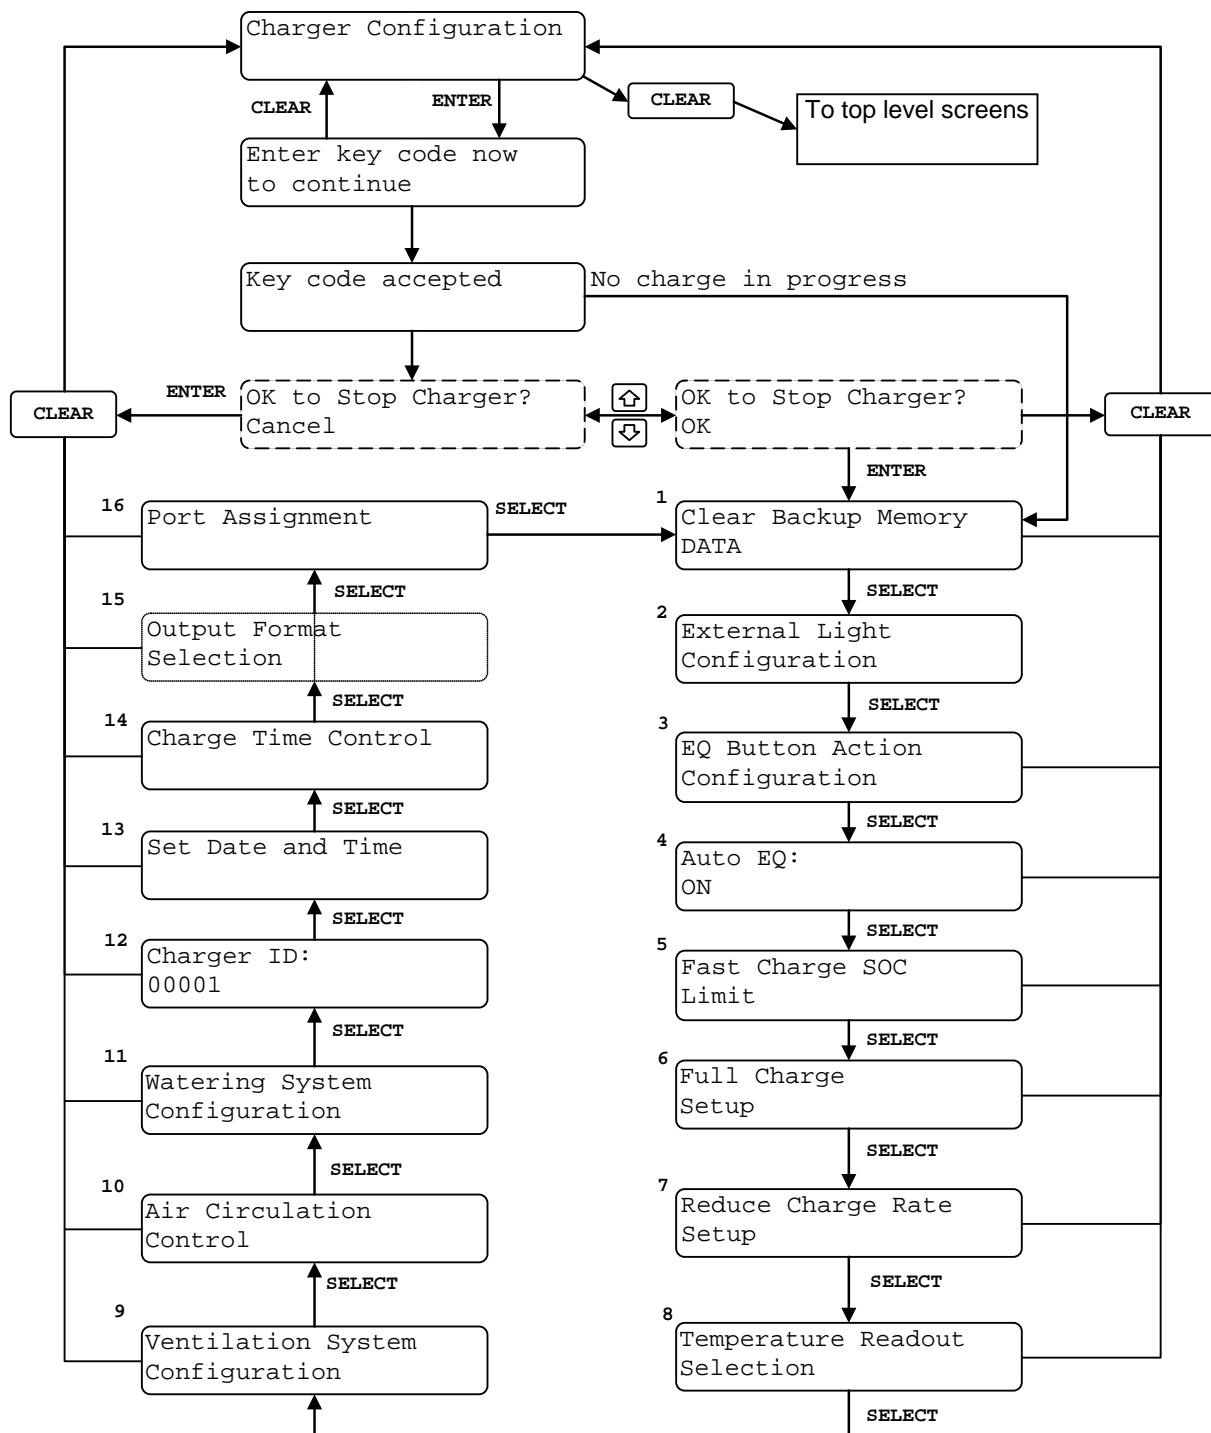 Charger Configuration
CLEAR
ENTER
CLEAR
To top level screens
Enter key code now
to continue
Key code accepted
No charge in progress
ENTER
OK to Stop Charger?
Cancel
OK to Stop Charger?
OK
CLEAR
CLEAR
ENTER
16
Port Assignment
SELECT
1
Clear Backup Memory
DATA
SELECT
SELECT
15
Output Format
Selection
2
External Light
Configuration
SELECT
SELECT
14
Charge Time Control
3
EQ Button Action
Configuration
SELECT
SELECT
13
Set Date and Time
4
Auto EQ:
ON
SELECT
SELECT
12
Charger ID:
00001
5
Fast Charge SOC
Limit
SELECT
SELECT
11
Watering System
Configuration
6
Full Charge
Setup
SELECT
SELECT
10
Air Circulation
Control
7
Reduce Charge Rate
Setup
SELECT
SELECT
9
Ventilation System
Configuration
8
Temperature Readout
Selection
SELECT